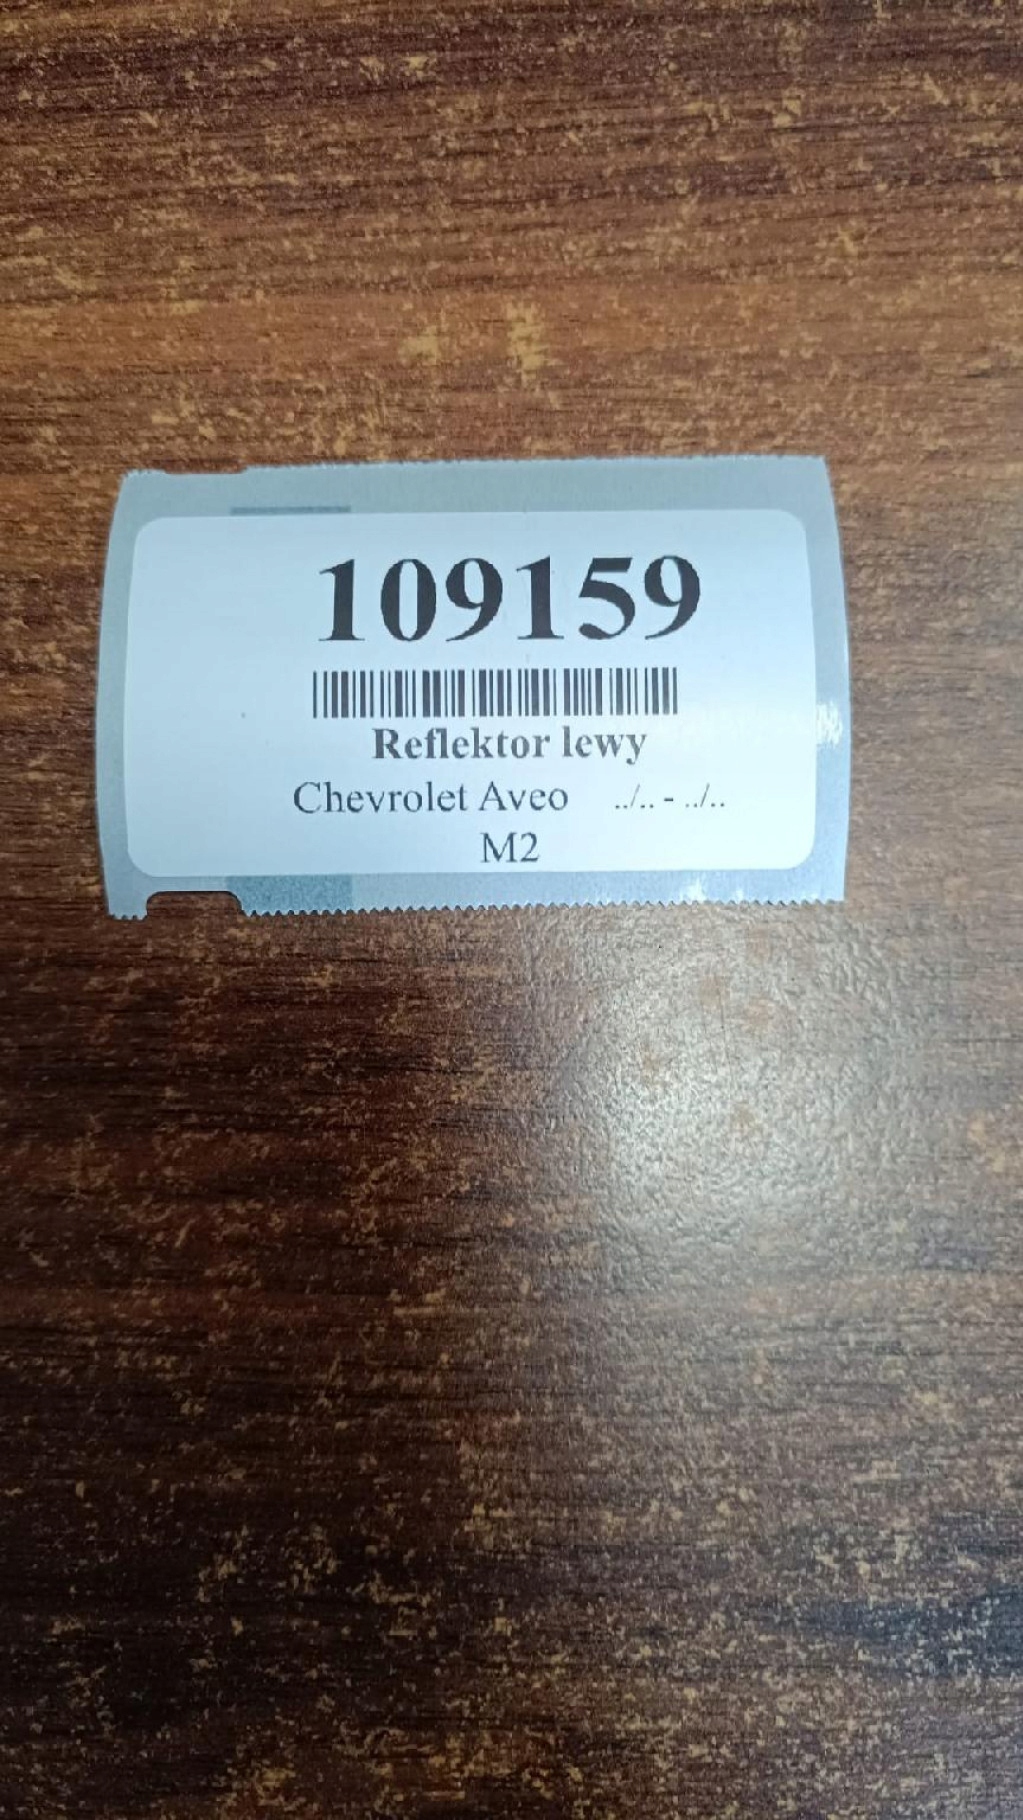 109159
Reflektor lewy
Chevrolet Aveo ../.. - ../..
M2